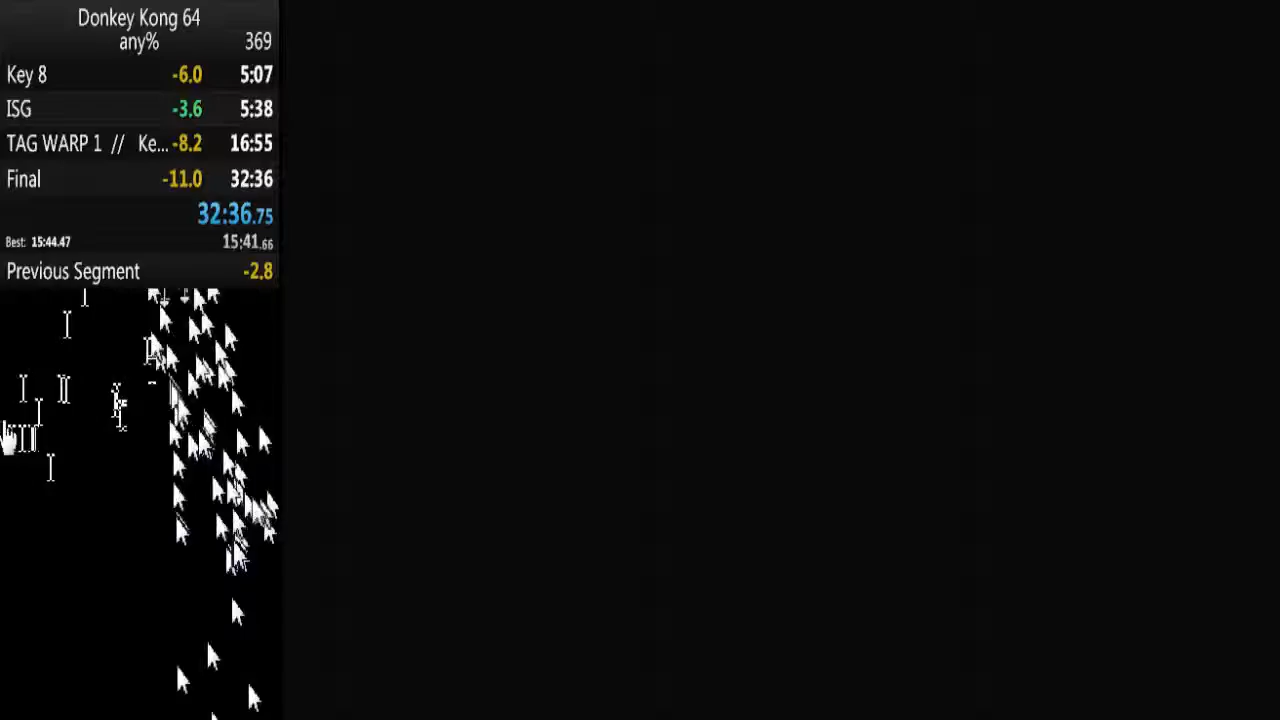 Donkey Kong 64
any% 369
Key 8 -6.0 5:07
ISG -3.6 5:38
TAG WARP 1 // Ke... -8.2 16:55
Final -11.0 32:36
32:36.75
Best: 15:44.47 15:41.66
Previous Segment -2.8